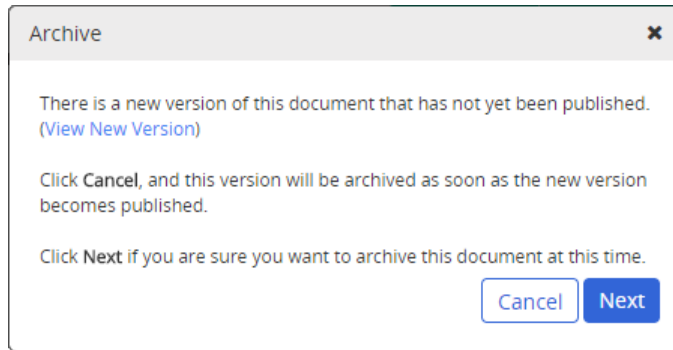 Archive
There is a new version of this document that has not yet been published.
(View New Version)
Click Cancel, and this version will be archived as soon as the new version
becomes published.
Click Next if you are sure you want to archive this document at this time.
Cancel Next